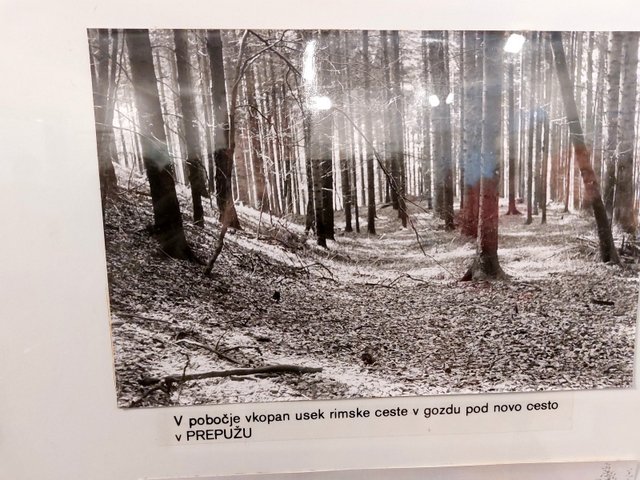 V pobočje vkopan usek rimske ceste v gozdu pod novo cesto
v PREPUŽU